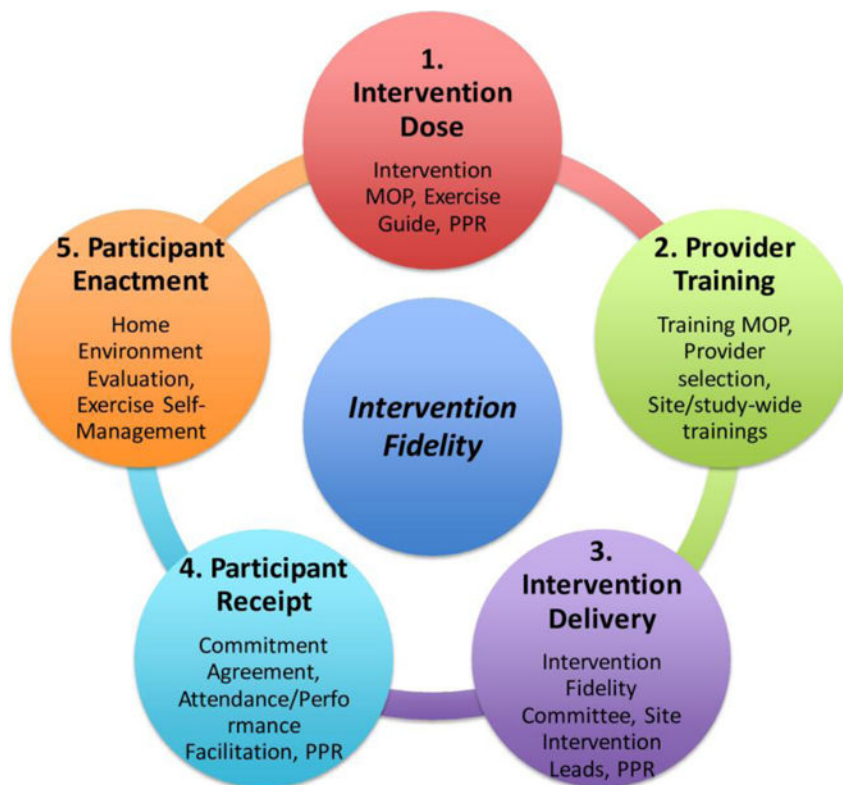 1.
Intervention
Dose
Intervention
MOP, Exercise
Guide, PPR
2. Provider
Training
Training MOP,
Provider
selection,
Site/study-wide
trainings
3.
Intervention
Delivery
Intervention
Fidelity
Committee, Site
Intervention
Leads, PPR
4. Participant
Receipt
Commitment
Agreement,
Attendance/Perfo
rmance
Facilitation, PPR
5. Participant
Enactment
Home
Environment
Evaluation,
Exercise Self-
Management
Intervention
Fidelity